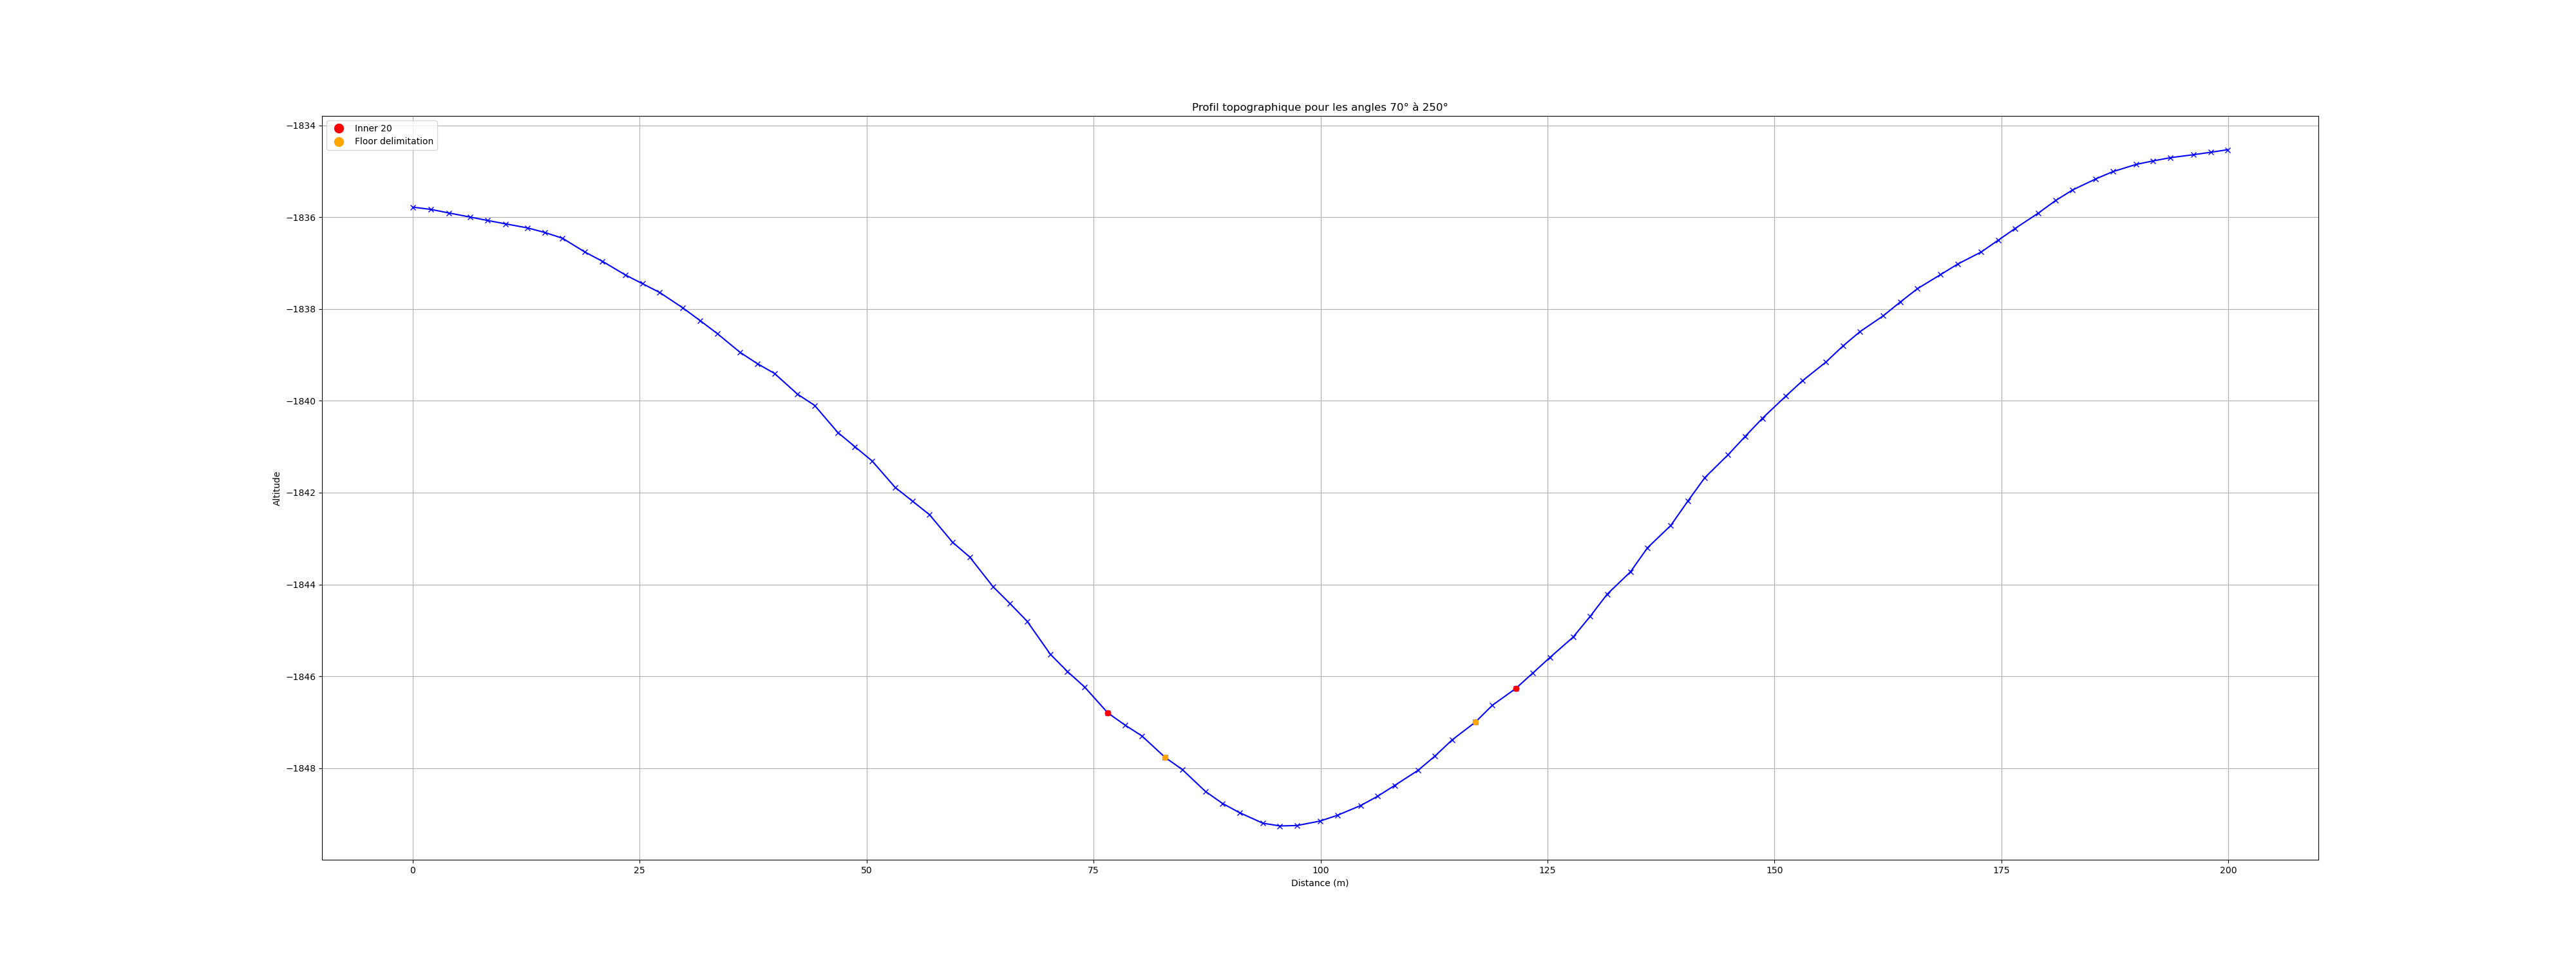 Profil topographique pour les angles 70° à 250°
Inner 20
Floor delimitation
−1834
−1836
−1838
−1840
−1842
−1844
−1846
−1848
Altitude
0 25 50 75 100 125 150 175 200
Distance (m)